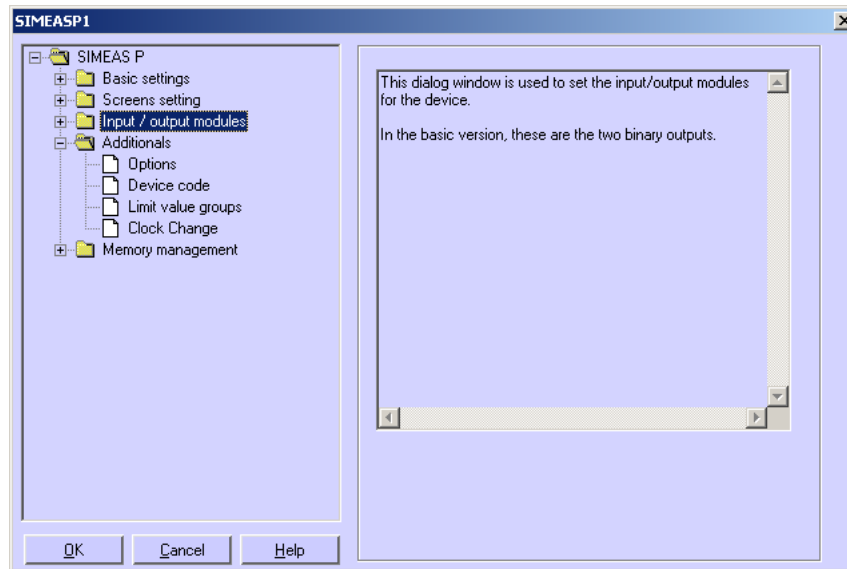 SIMEASP1
SIMEAS P
Basic settings
Screens setting
Input / output modules
Additionals
Options
Device code
Limit value groups
Clock Change
Memory management
This dialog window is used to set the input/output modules
for the device.
In the basic version, these are the two binary outputs.
OK
Cancel
Help